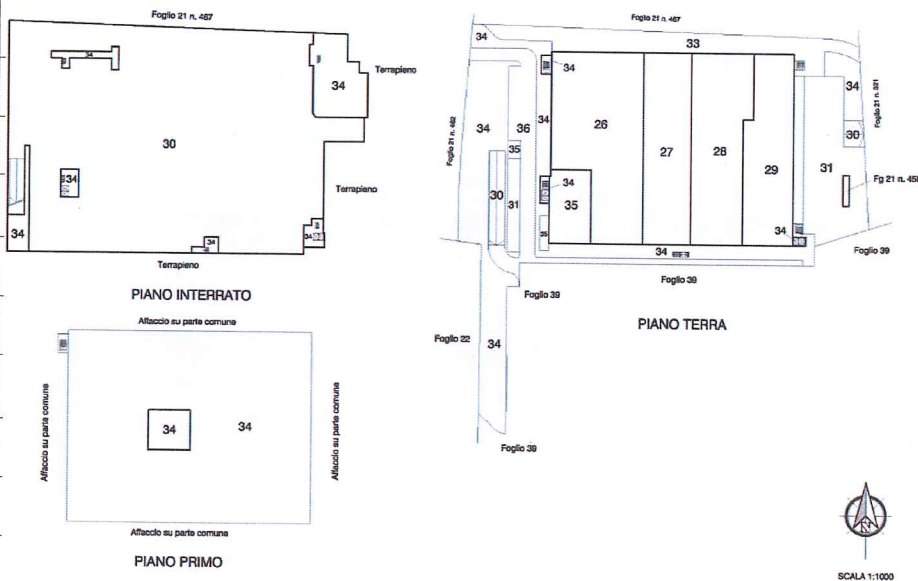 Foglio 21 n. 467
34
34
Terrapieno
30
34
Terrapieno
34
34
34
Terrapieno
PIANO INTERRATO
Affaccio su parte comune
Affaccio su parte comune
34
34
Affaccio su parte comune
Affaccio su parte comune
PIANO PRIMO
Foglio 21 n. 467
34
33
34
34
34
36
34
26
27
28
29
Foglio 21 n. 462
35
30
31
Foglio 21 n. 521
30
31
34
35
35
34
34
Fg 21 n. 459
Foglio 39
Foglio 39
Foglio 39
Foglio 22
34
Foglio 39
PIANO TERRA
N
SCALA 1:1000